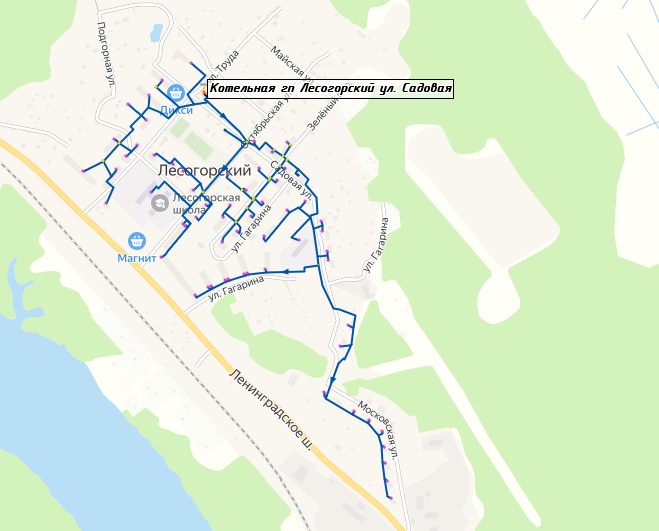 Подгорная ул.
ул. Труда
Майская ул.
Котельная гп Лесогорский ул. Садовая
Дикси
Октябрьская ул.
Зелёный
Лесогорский
Садовая ул.
Лесогорская
школа
ул. Гагарина
ул. Гагарина
Магнит
ул. Гагарина
Ленинградское ш.
Московская ул.